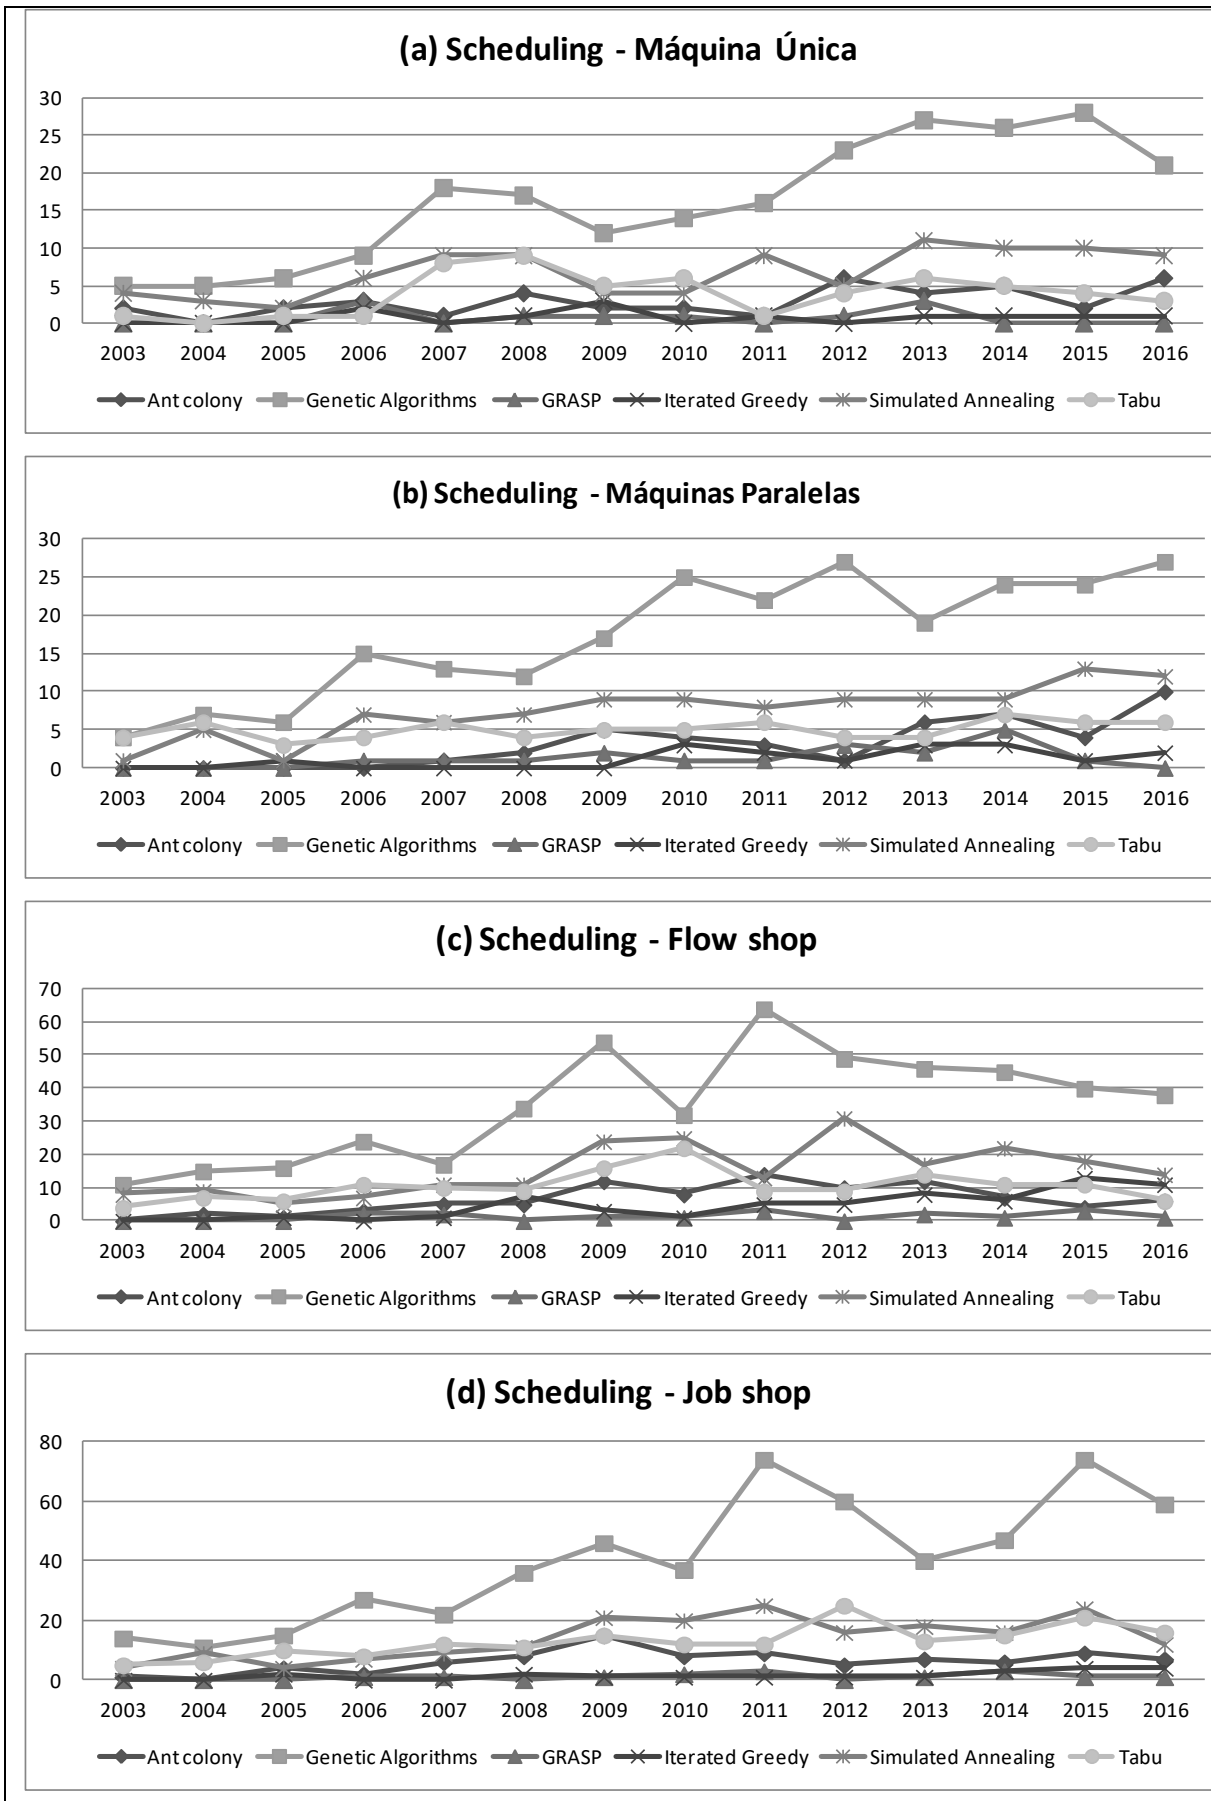 (a) Scheduling - Máquina Única
30
25
20
15
10
5
0
2003 2004 2005 2006 2007 2008 2009 2010 2011 2012 2013 2014 2015 2016
Ant colony Genetic Algorithms GRASP Iterated Greedy Simulated Annealing Tabu
(b) Scheduling - Máquinas Paralelas
30
25
20
15
10
5
0
2003 2004 2005 2006 2007 2008 2009 2010 2011 2012 2013 2014 2015 2016
Ant colony Genetic Algorithms GRASP Iterated Greedy Simulated Annealing Tabu
(c) Scheduling - Flow shop
70
60
50
40
30
20
10
0
2003 2004 2005 2006 2007 2008 2009 2010 2011 2012 2013 2014 2015 2016
Ant colony Genetic Algorithms GRASP Iterated Greedy Simulated Annealing Tabu
(d) Scheduling - Job shop
80
60
40
20
0
2003 2004 2005 2006 2007 2008 2009 2010 2011 2012 2013 2014 2015 2016
Ant colony Genetic Algorithms GRASP Iterated Greedy Simulated Annealing Tabu